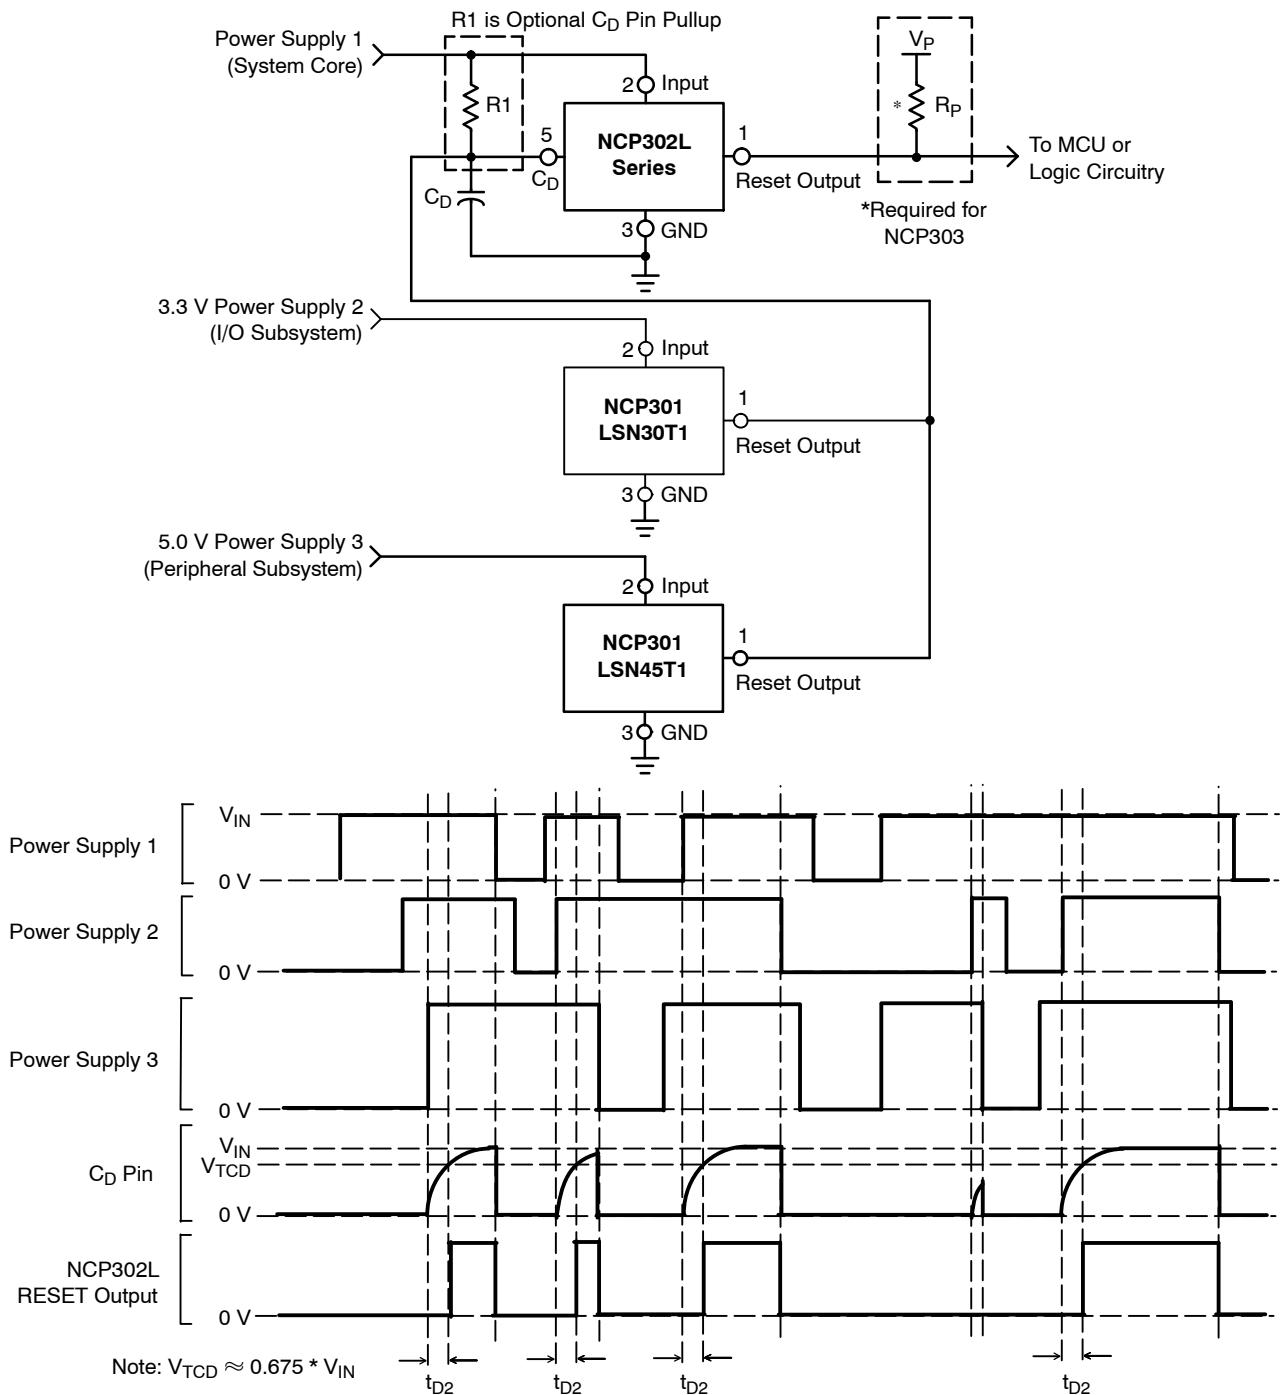 R1 is Optional CD Pin Pullup
Power Supply 1
(System Core)
R1
2
Input
VP
*
RP
5
CD
NCP302L
Series
1
Reset Output
To MCU or
Logic Circuitry
CD
3
GND
*Required for
NCP303
3.3 V Power Supply 2
(I/O Subsystem)
2
Input
NCP301
LSN30T1
1
Reset Output
3
GND
5.0 V Power Supply 3
(Peripheral Subsystem)
2
Input
NCP301
LSN45T1
1
Reset Output
3
GND
VIN
Power Supply 1
0 V
Power Supply 2
0 V
Power Supply 3
0 V
VIN
VTCD
CD Pin
0 V
NCP302L
RESET Output
0 V
Note: VTCD ≈ 0.675 * VIN
tD2
tD2
tD2
tD2